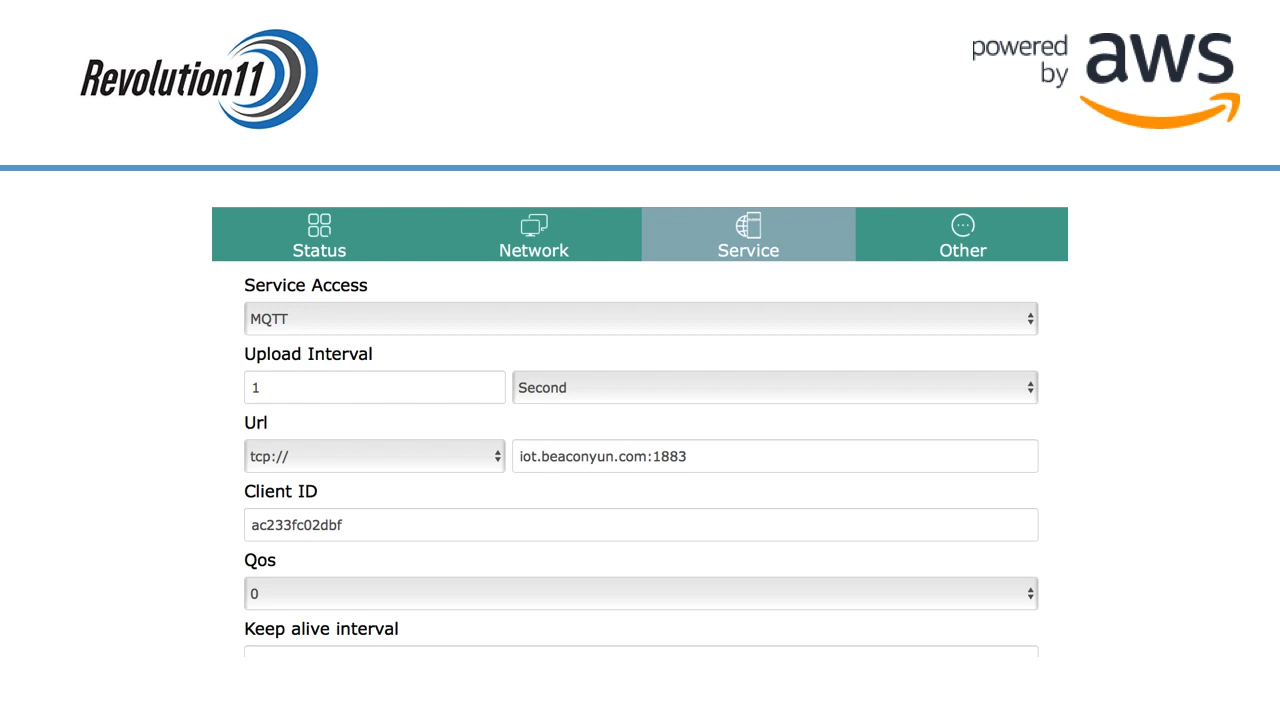 Revolution11
powered by aws
Status Network Service Other
Service Access
MQTT
Upload Interval
1 Second
Url
tcp:// iot.beaconyun.com:1883
Client ID
ac233fc02dbf
Qos
0
Keep alive interval